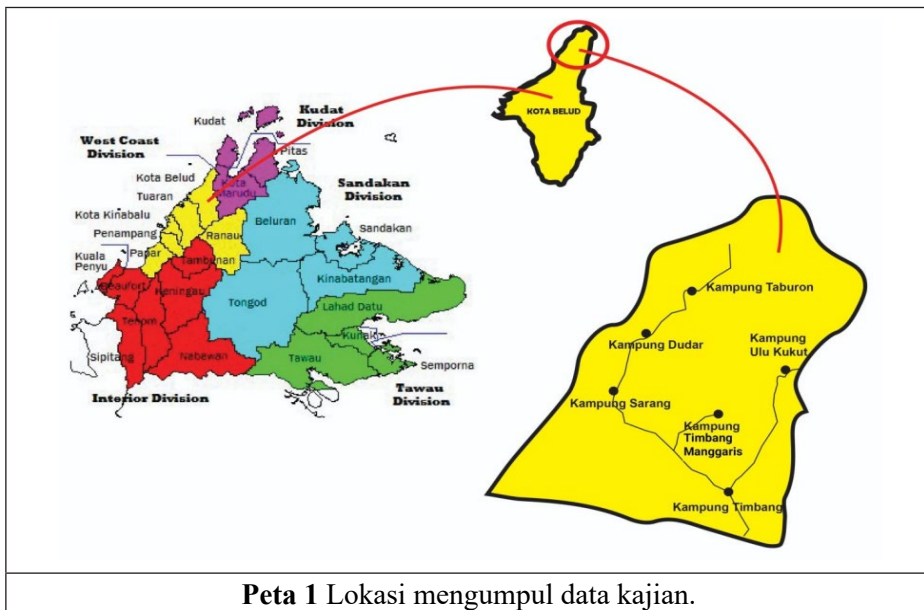 Kudat
Kudat
Division
West Coast
Division
Pitas
Kota Belud
Kota
Marudu
Sandakan
Division
Tuaran
Beluran
Kota Kinabalu
Sandakan
Penampang
Ranau
Kuala
Penyu
Papar
Tambunan
Kinabatangan
Beaufort
Keningau
Tongod
Lahad Datu
Tenom
Kunak
Sipitang
Nabawan
Tawau
Semporna
Interior Division
Tawau
Division
KOTA BELUD
Kampung Taburon
Kampung Dudar
Kampung
Ulu Kukut
Kampung Sarang
Kampung
Timbang
Manggaris
Kampung Timbang
Peta 1 Lokasi mengumpul data kajian.